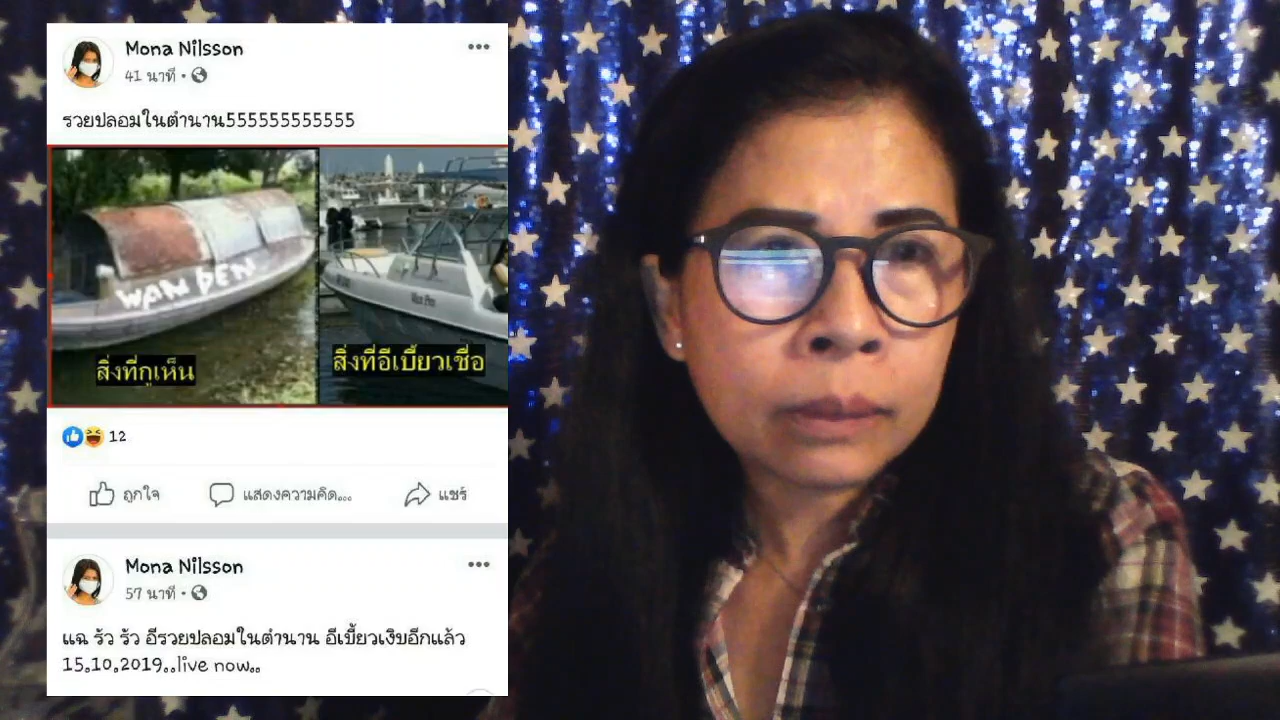 Mona Nilsson
41 นาที
รวยปลอมในตำนาน555555555555
WAN DEN
Wan Den
สิ่งที่กูเห็น
สิ่งที่อีเบี้ยวเชื่อ
12
ถูกใจ
แสดงความคิด...
แชร์
Mona Nilsson
57 นาที
แฉ รัว รัว อีรวยปลอมในตำนาน อีเบี้ยวเงิบอีกแล้ว
15.10.2019..live now..